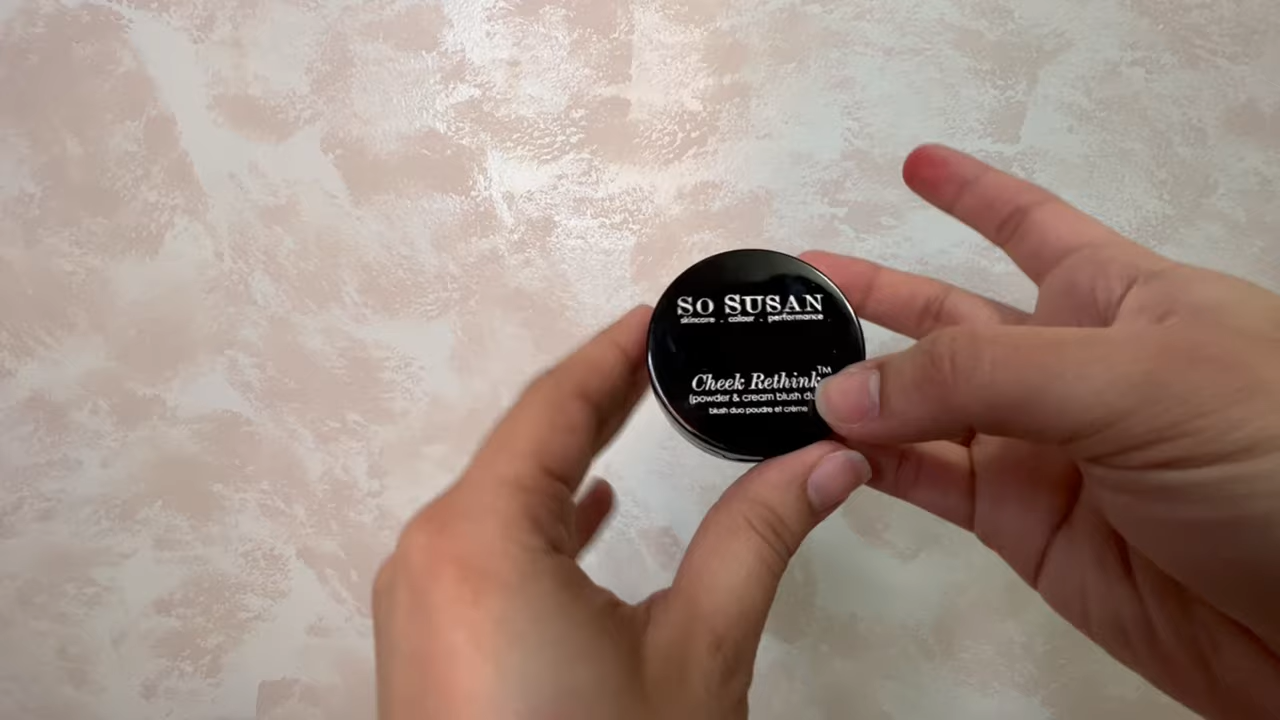 So Susan
skincare . colour . performance
Cheek Rethink™
(powder & cream blush
blush duo poudre et crème